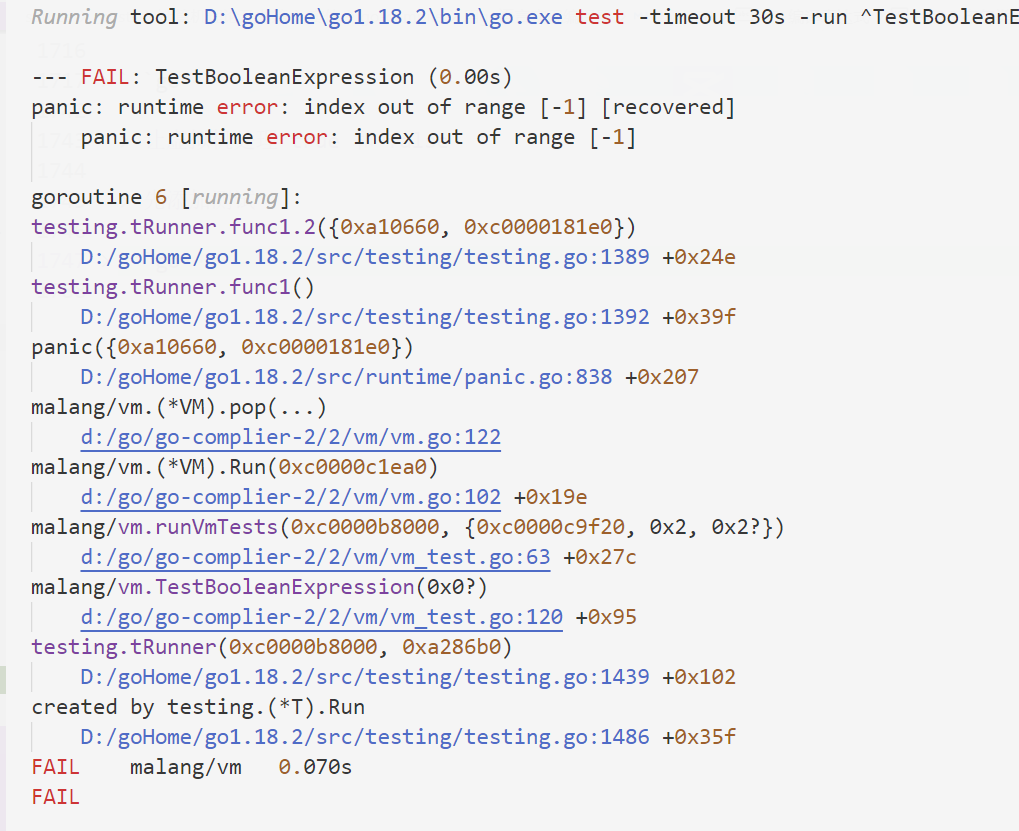 Running tool: D:\goHome\go1.18.2\bin\go.exe test -timeout 30s -run ^TestBooleanE
--- FAIL: TestBooleanExpression (0.00s)
panic: runtime error: index out of range [-1] [recovered]
panic: runtime error: index out of range [-1]
goroutine 6 [running]:
testing.tRunner.func1.2({0xa10660, 0xc0000181e0})
D:/goHome/go1.18.2/src/testing/testing.go:1389 +0x24e
testing.tRunner.func1()
D:/goHome/go1.18.2/src/testing/testing.go:1392 +0x39f
panic({0xa10660, 0xc0000181e0})
D:/goHome/go1.18.2/src/runtime/panic.go:838 +0x207
malang/vm.(*VM).pop(...)
d:/go/go-complier-2/2/vm/vm.go:122
malang/vm.(*VM).Run(0xc0000c1ea0)
d:/go/go-complier-2/2/vm/vm.go:102 +0x19e
malang/vm.runVmTests(0xc0000b8000, {0xc0000c9f20, 0x2, 0x2?})
d:/go/go-complier-2/2/vm/vm_test.go:63 +0x27c
malang/vm.TestBooleanExpression(0x0?)
d:/go/go-complier-2/2/vm/vm_test.go:120 +0x95
testing.tRunner(0xc0000b8000, 0xa286b0)
D:/goHome/go1.18.2/src/testing/testing.go:1439 +0x102
created by testing.(*T).Run
D:/goHome/go1.18.2/src/testing/testing.go:1486 +0x35f
FAIL malang/vm 0.070s
FAIL